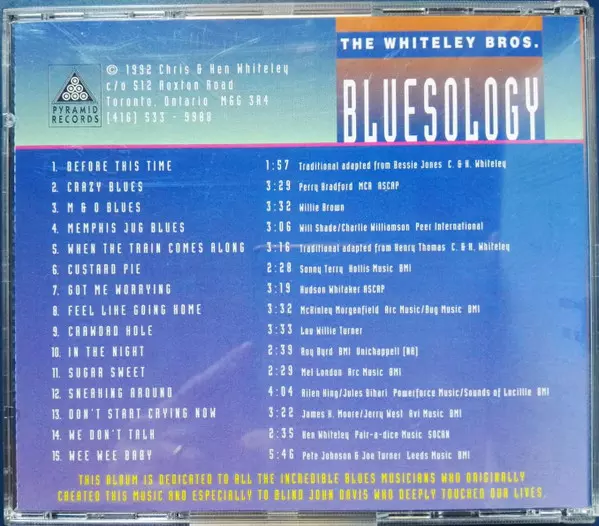 THE WHITELEY BROS.
BLUESOLOGY
PYRAMID
RECORDS
© 1992 Chris & Ken Whiteley
c/o 512 Roxton Road
Toronto, Ontario M6G 3R4
(416) 533 - 5988
1. BEFORE THIS TIME 1:57 Traditional adapted from Bessie Jones C. & K. Whiteley
2. CRAZY BLUES 3:29 Perry Bradford MCA ASCAP
3. M & O BLUES 3:32 Willie Brown
4. MEMPHIS JUG BLUES 3:06 Will Shade/Charlie Williamson Peer International
5. WHEN THE TRAIN COMES ALONG 3:16 Traditional adapted from Henry Thomas C. & K. Whiteley
6. CUSTARD PIE 2:28 Sonny Terry Hollis Music BMI
7. GOT ME WORRYING 3:19 Hudson Whitaker ASCAP
8. FEEL LIKE GOING HOME 3:32 McKinley Morgenfield Arc Music/Bug Music BMI
9. CRAWDAD HOLE 3:33 Lou Willie Turner
10. IN THE NIGHT 2:39 Roy Byrd BMI Unichappell (NA)
11. SUGAR SWEET 2:29 Mel London Arc Music BMI
12. SNEAKING AROUND 4:04 Riley King/Jules Bihari Powerforce Music/Sounds of Lucille BMI
13. DON'T START CRYING NOW 3:22 James H. Moore/Jerry West Avi Music BMI
14. WE DON'T TALK 2:35 Ken Whiteley Pair-a-dice Music SOCAN
15. WEE WEE BABY 5:46 Pete Johnson & Joe Turner Leeds Music BMI
THIS ALBUM IS DEDICATED TO ALL THE INCREDIBLE BLUES MUSICIANS WHO ORIGINALLY
CREATED THIS MUSIC AND ESPECIALLY TO BLIND JOHN DAVIS WHO DEEPLY TOUCHED OUR LIVES.